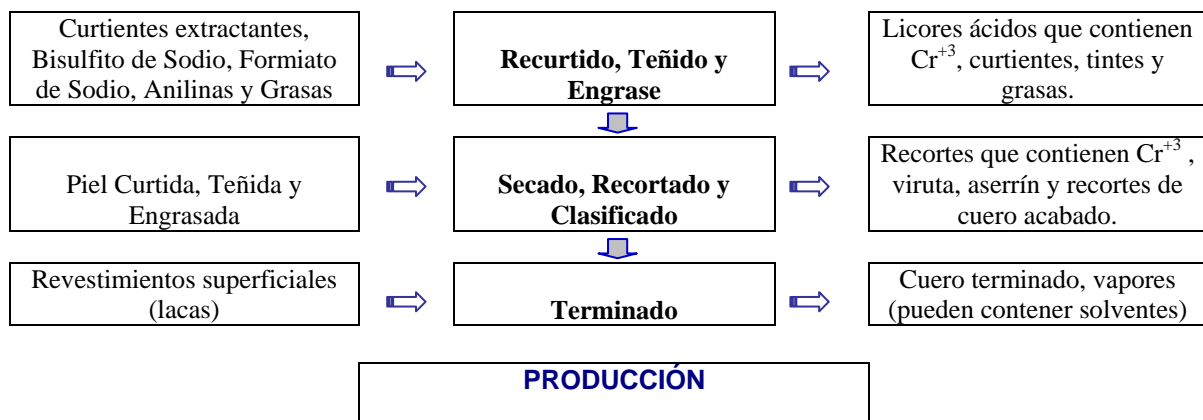 Curtientes extractantes,
Bisulfito de Sodio, Formiato
de Sodio, Anilinas y Grasas
Recurtido, Teñido y
Engrase
Licores ácidos que contienen
Cr+3, curtientes, tintes y
grasas.
Piel Curtida, Teñida y
Engrasada
Secado, Recortado y
Clasificado
Recortes que contienen Cr+3 ,
viruta, aserrín y recortes de
cuero acabado.
Revestimientos superficiales
(lacas)
Terminado
Cuero terminado, vapores
(pueden contener solventes)
PRODUCCIÓN